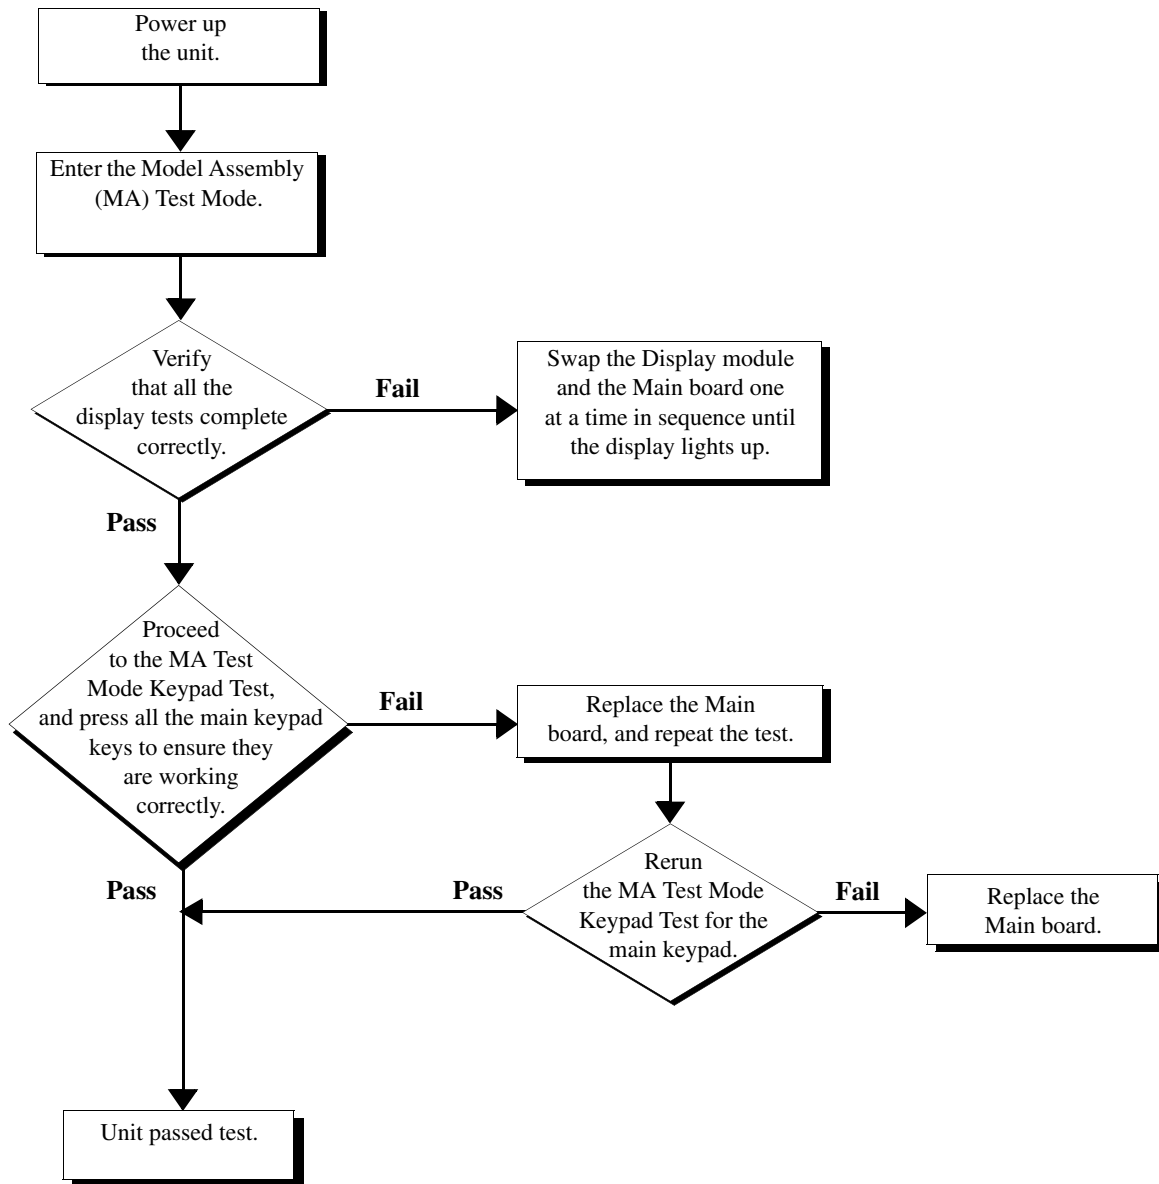 Power up
the unit.
Enter the Model Assembly
(MA) Test Mode.
Verify
that all the
display tests complete
correctly.
Fail
Swap the Display module
and the Main board one
at a time in sequence until
the display lights up.
Pass
Proceed
to the MA Test
Mode Keypad Test,
and press all the main keypad
keys to ensure they
are working
correctly.
Fail
Replace the Main
board, and repeat the test.
Pass
Pass
Rerun
the MA Test Mode
Keypad Test for the
main keypad.
Fail
Replace the
Main board.
Unit passed test.